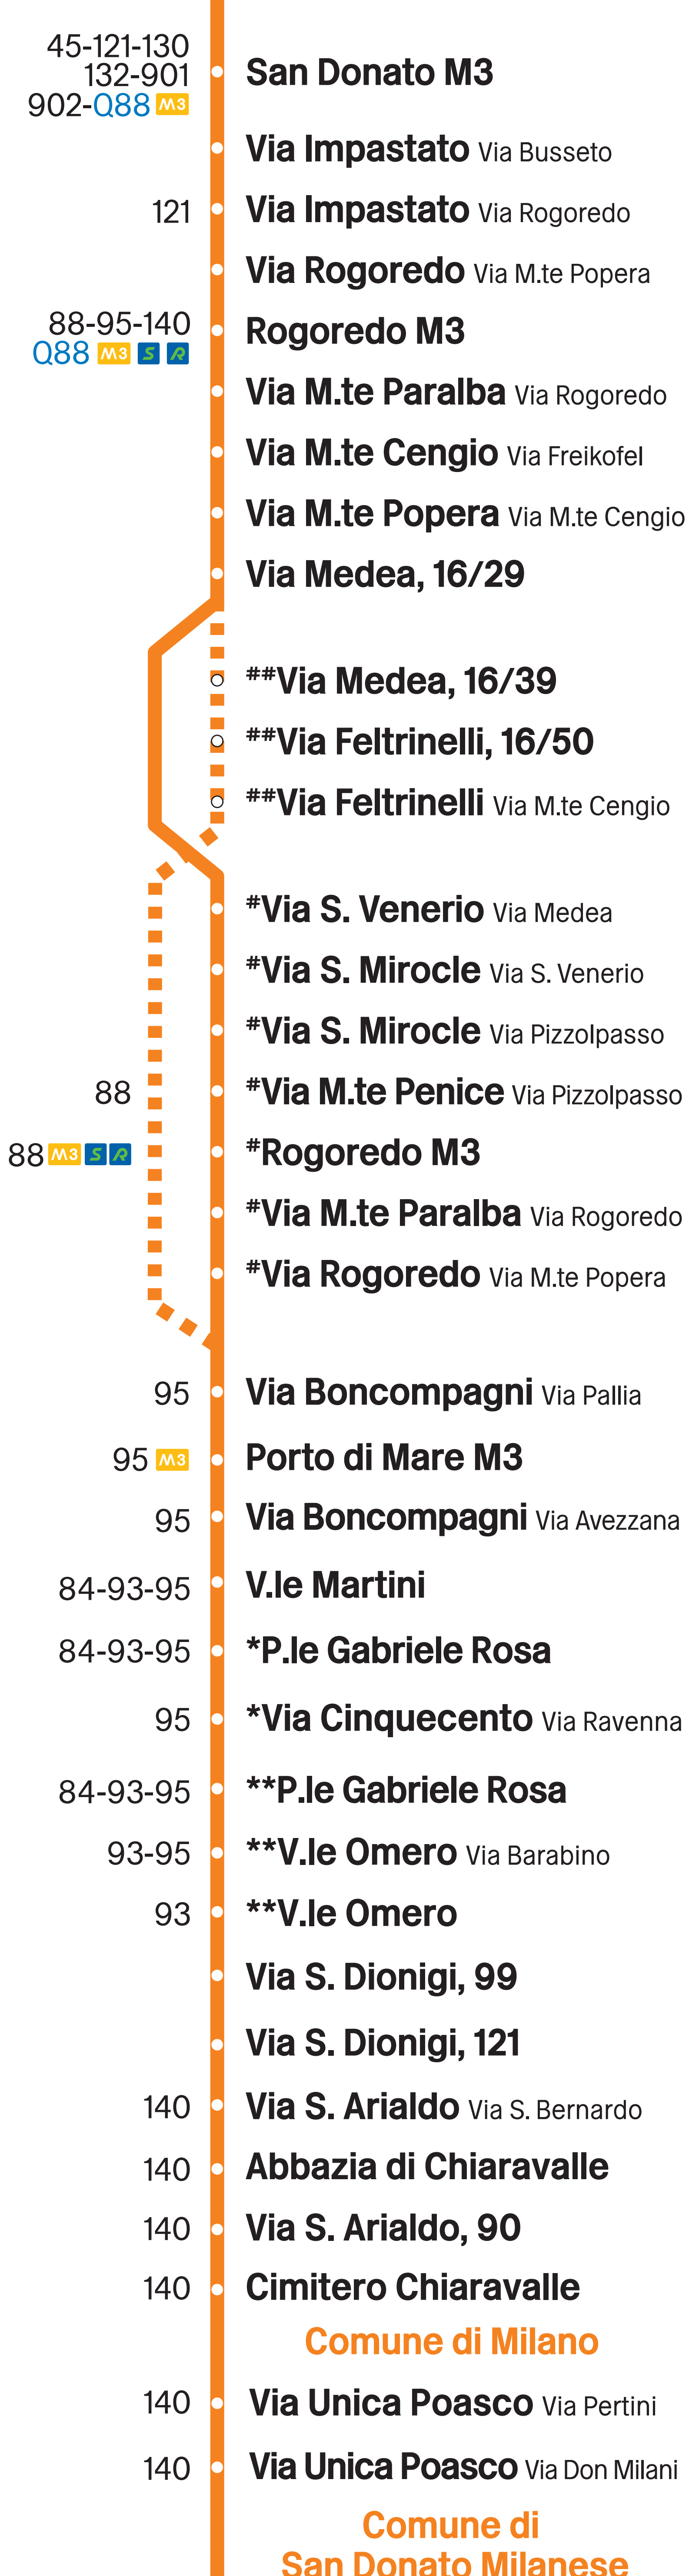 45-121-130
132-901
902-Q88 M3
San Donato M3
Via Impastato Via Busseto
121 Via Impastato Via Rogoredo
Via Rogoredo Via M.te Popera
88-95-140
Q88 M3 S R
Rogoredo M3
Via M.te Paralba Via Rogoredo
Via M.te Cengio Via Freikofel
Via M.te Popera Via M.te Cengio
Via Medea, 16/29
##Via Medea, 16/39
##Via Feltrinelli, 16/50
##Via Feltrinelli Via M.te Cengio
#Via S. Venerio Via Medea
#Via S. Mirocle Via S. Venerio
#Via S. Mirocle Via Pizzolpasso
88 #Via M.te Penice Via Pizzolpasso
88 M3 S R #Rogoredo M3
#Via M.te Paralba Via Rogoredo
#Via Rogoredo Via M.te Popera
95 Via Boncompagni Via Pallia
95 M3 Porto di Mare M3
95 Via Boncompagni Via Avezzana
84-93-95 V.le Martini
84-93-95 *P.le Gabriele Rosa
95 *Via Cinquecento Via Ravenna
84-93-95 **P.le Gabriele Rosa
93-95 **V.le Omero Via Barabino
93 **V.le Omero
Via S. Dionigi, 99
Via S. Dionigi, 121
140 Via S. Arialdo Via S. Bernardo
140 Abbazia di Chiaravalle
140 Via S. Arialdo, 90
140 Cimitero Chiaravalle
Comune di Milano
140 Via Unica Poasco Via Pertini
140 Via Unica Poasco Via Don Milani
Comune di
San Donato Milanese